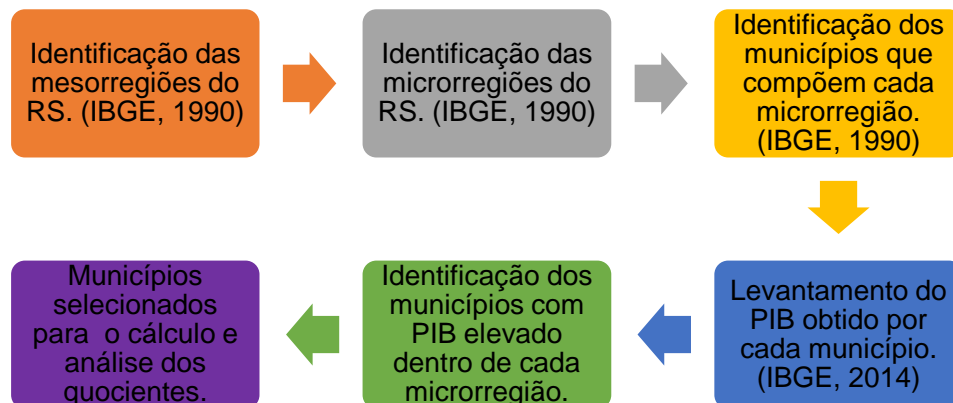 Identificação das
mesorregiões do
RS. (IBGE, 1990)
Identificação das
microrregiões do
RS. (IBGE, 1990)
Identificação dos
municípios que
compõem cada
microrregião.
(IBGE, 1990)
Levantamento do
PIB obtido por
cada município.
(IBGE, 2014)
Identificação dos
municípios com
PIB elevado
dentro de cada
microrregião.
Municípios
selecionados
para o cálculo e
análise dos
quocientes.